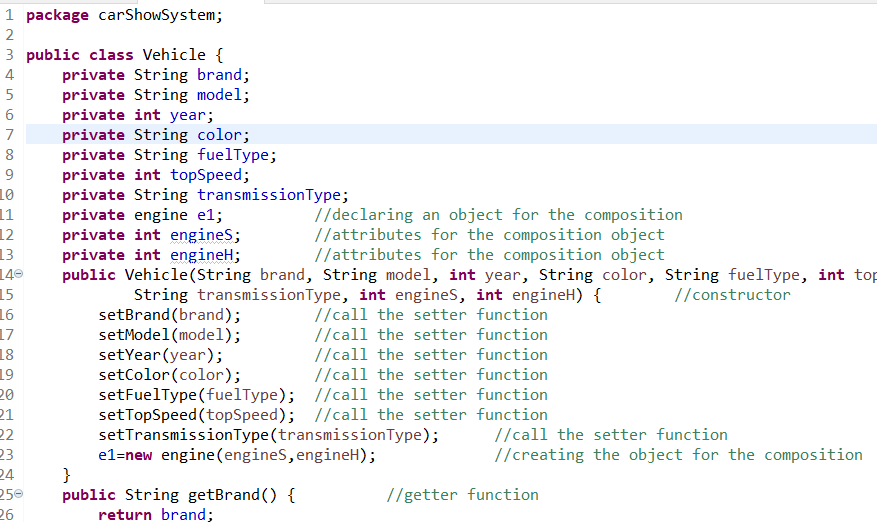 1 package carShowSystem;
2
3 public class Vehicle {
4     private String brand;
5     private String model;
6     private int year;
7     private String color;
8     private String fuelType;
9     private int topSpeed;
10     private String transmissionType;
11     private engine e1;          //declaring an object for the composition
12     private int engineS;        //attributes for the composition object
13     private int engineH;        //attributes for the composition object
14     public Vehicle(String brand, String model, int year, String color, String fuelType, int top
15             String transmissionType, int engineS, int engineH) {        //constructor
16         setBrand(brand);        //call the setter function
17         setModel(model);        //call the setter function
18         setYear(year);          //call the setter function
19         setColor(color);        //call the setter function
20         setFuelType(fuelType);  //call the setter function
21         setTopSpeed(topSpeed);  //call the setter function
22         setTransmissionType(transmissionType);      //call the setter function
23         e1=new engine(engineS,engineH);             //creating the object for the composition
24     }
25     public String getBrand() {          //getter function
26         return brand;